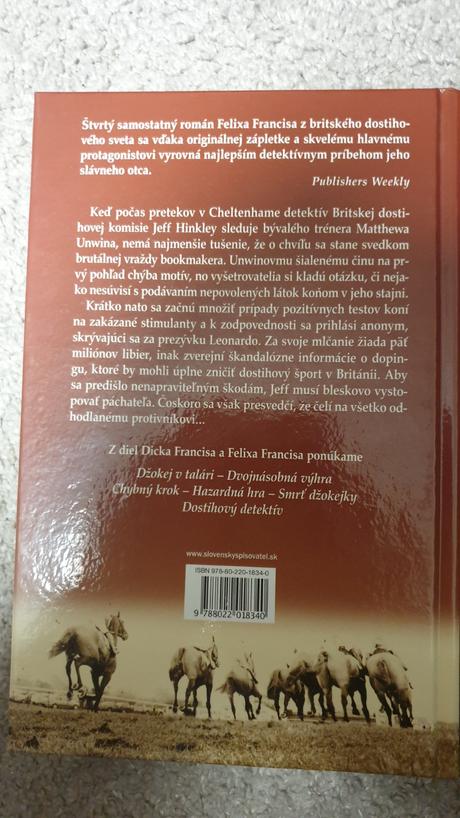 Štvrtý samostatný román Felixa Francisa z britského dostiho-
vého sveta sa vďaka originálnej zápletke a skvelému hlavnému
protagonistovi vyrovná najlepším detektívnym príbehom jeho
slávneho otca.
Publishers Weekly
Keď počas pretekov v Cheltenhame detektív Britskej dosti-
hovej komisie Jeff Hinkley sleduje bývalého trénera Matthewa
Unwina, nemá najmenšie tušenie, že o chvíľu sa stane svedkom
brutálnej vraždy bookmakera. Unwinovmu šialenému činu na pr-
vý pohľad chýba motív, no vyšetrovatelia si kladú otázku, či neja-
ko nesúvisí s podávaním nepovolených látok koňom v jeho stajni.
Krátko nato sa začnú množiť prípady pozitívnych testov koní
na zakázané stimulanty a k zodpovednosti sa prihlási anonym,
skrývajúci sa za prezývku Leonardo. Za svoje mlčanie žiada päť
miliónov libier, inak zverejní škandalózne informácie o dopin-
gu, ktoré by mohli úplne zničiť dostihový šport v Británii. Aby
sa predišlo nenapraviteľným škodám, Jeff musí bleskovo vysto-
povať páchateľa. Čoskoro sa však presvedčí, že čelí na všetko od-
hodlanému protivníkovi...
Z diel Dicka Francisa a Felixa Francisa ponúkame
Džokej v talári – Dvojnásobná výhra
Chybný krok – Hazardná hra – Smrť džokejky
Dostihový detektív
www.slovenskyspisovatel.sk
ISBN 978-80-220-1834-0
9 788022 018340